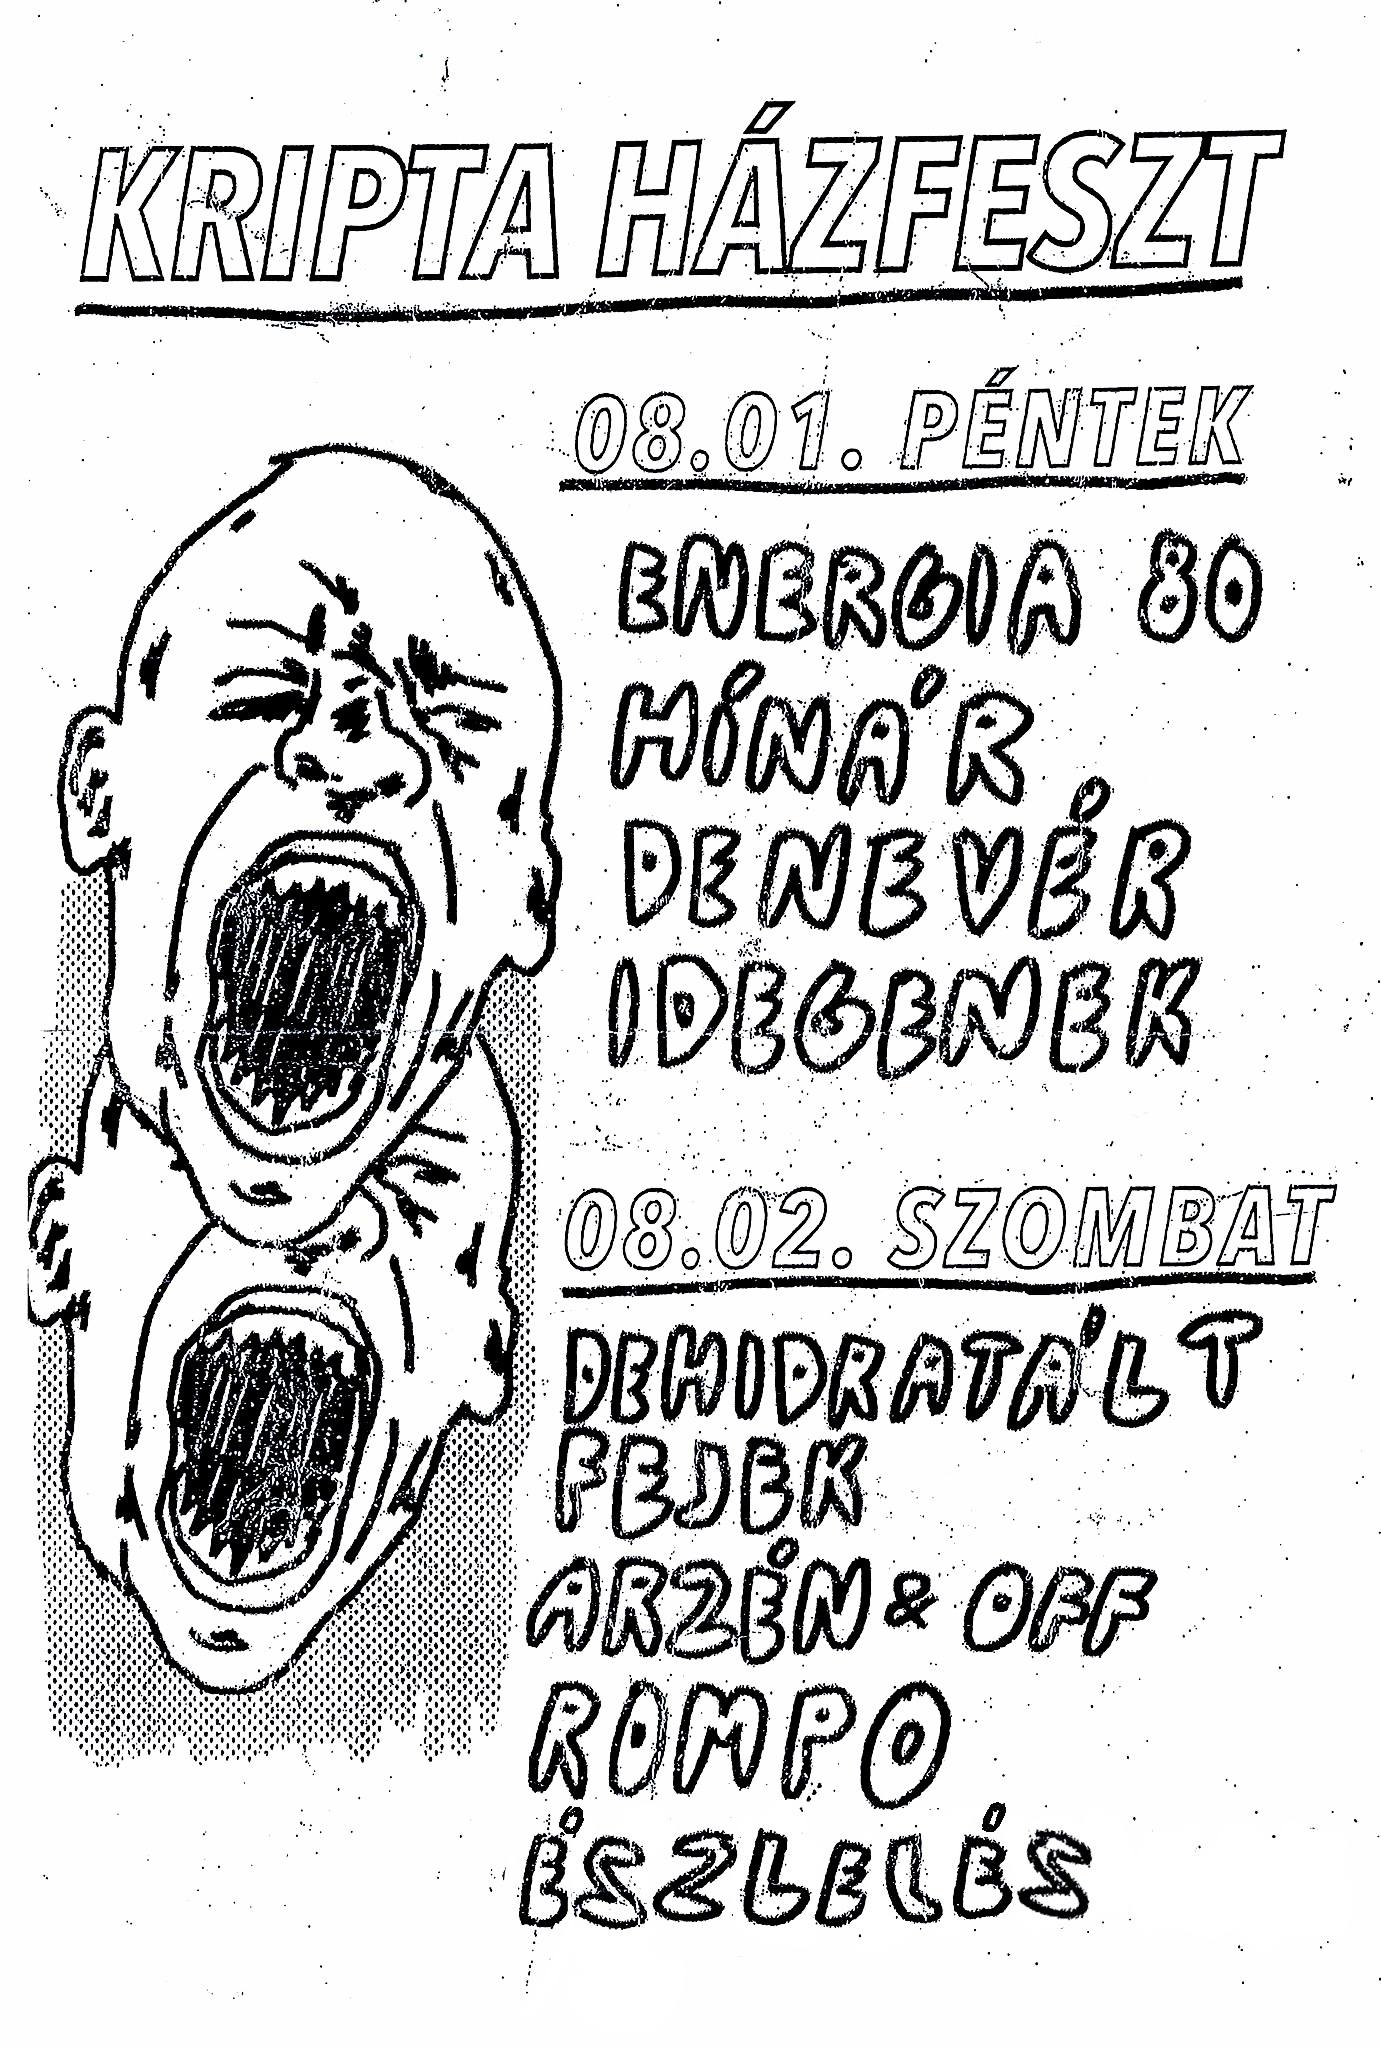 KRIPTA HÁZFESZT
08.01. PÉNTEK
ENERGIA 80
HÍNÁR
DENEVÉR
IDEGENEK
08.02. SZOMBAT
DEHIDRATÁLT
FEJEK
ARZÉN & OFF
ROMPO
ÉSZLELÉS